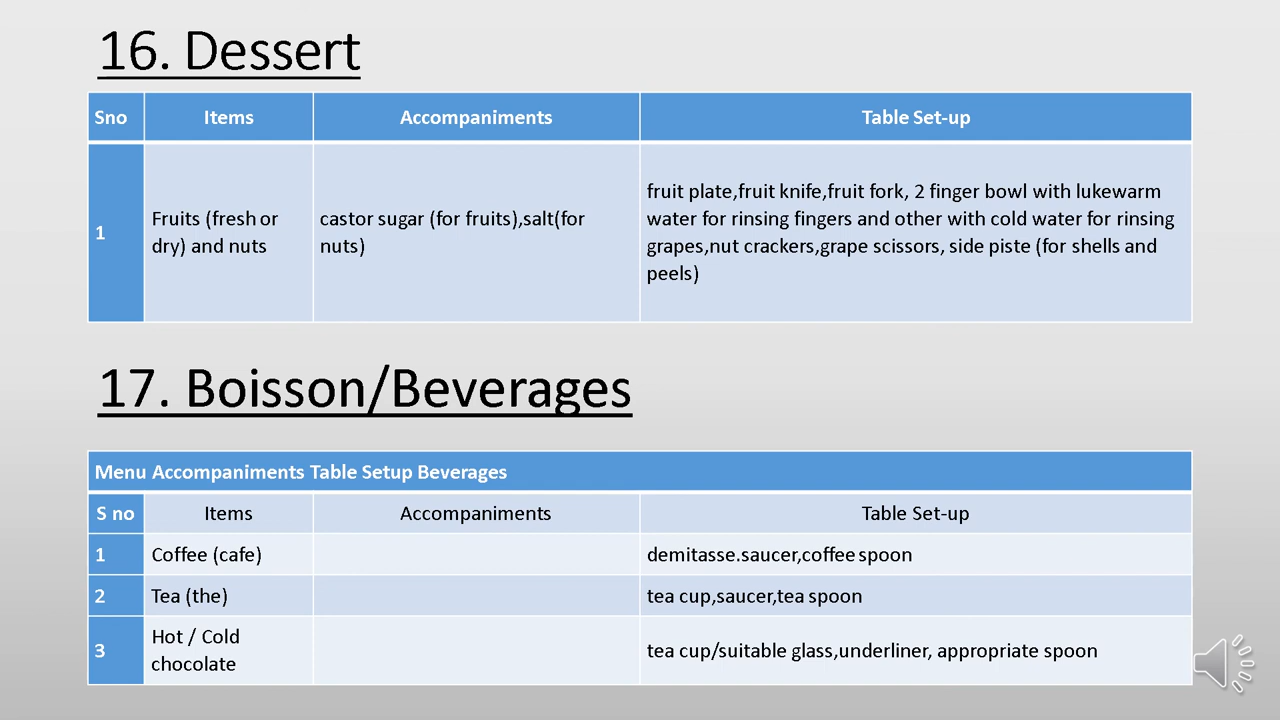 16. Dessert
Sno Items Accompaniments Table Set-up
1 Fruits (fresh or dry) and nuts castor sugar (for fruits),salt(for nuts) fruit plate,fruit knife,fruit fork, 2 finger bowl with lukewarm water for rinsing fingers and other with cold water for rinsing grapes,nut crackers,grape scissors, side piste (for shells and peels)
17. Boisson/Beverages
Menu Accompaniments Table Setup Beverages
S no Items Accompaniments Table Set-up
1 Coffee (cafe) demitasse.saucer,coffee spoon
2 Tea (the) tea cup,saucer,tea spoon
3 Hot / Cold chocolate tea cup/suitable glass,underliner, appropriate spoon